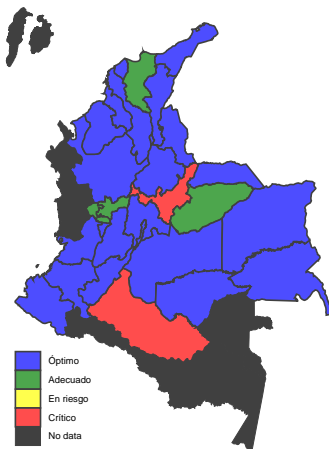 Óptimo
Adecuado
En riesgo
Crítico
No data